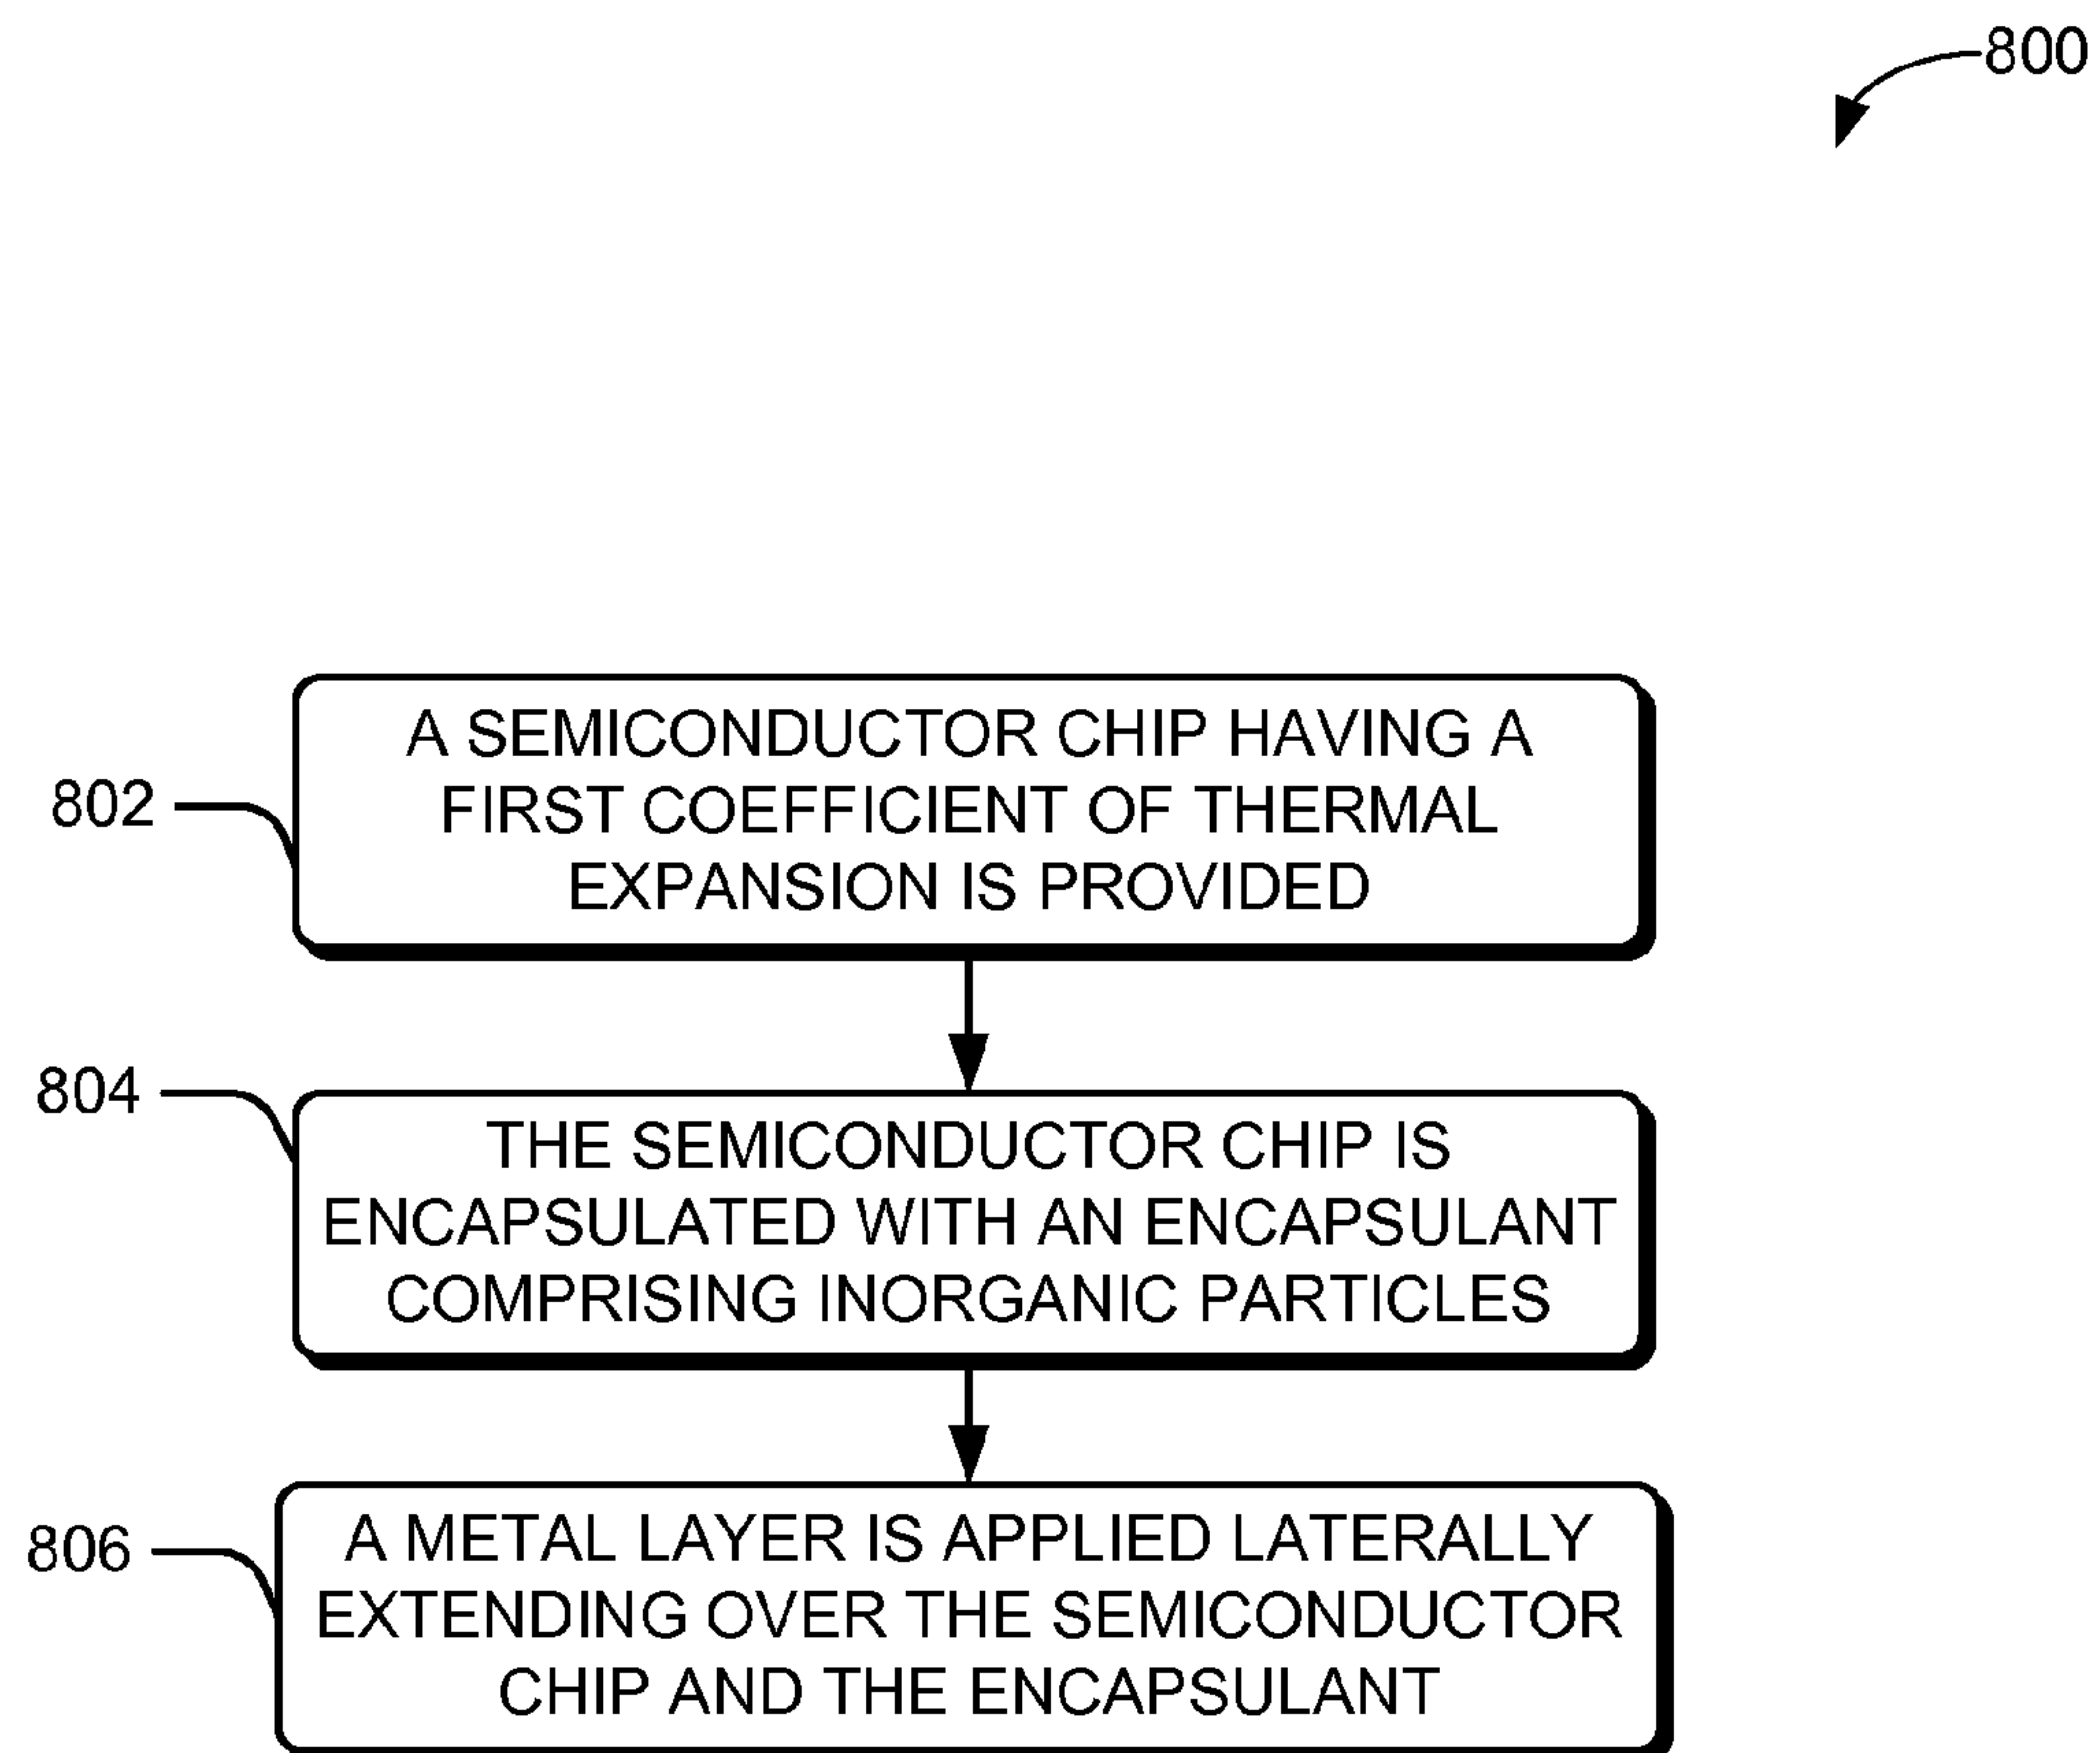 800
802
A SEMICONDUCTOR CHIP HAVING A
FIRST COEFFICIENT OF THERMAL
EXPANSION IS PROVIDED
804
THE SEMICONDUCTOR CHIP IS
ENCAPSULATED WITH AN ENCAPSULANT
COMPRISING INORGANIC PARTICLES
806
A METAL LAYER IS APPLIED LATERALLY
EXTENDING OVER THE SEMICONDUCTOR
CHIP AND THE ENCAPSULANT